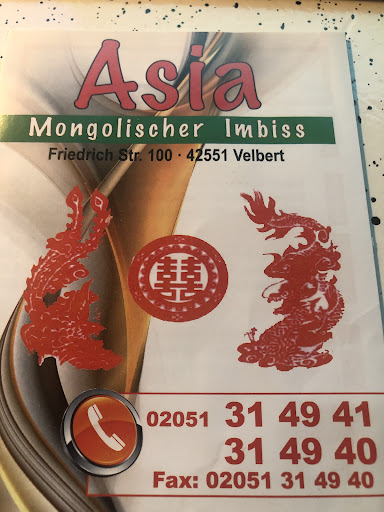 Asia
Mongolischer Imbiss
Friedrich Str. 100 · 42551 Velbert
囍
02051 31 49 41
31 49 40
Fax: 02051 31 49 40